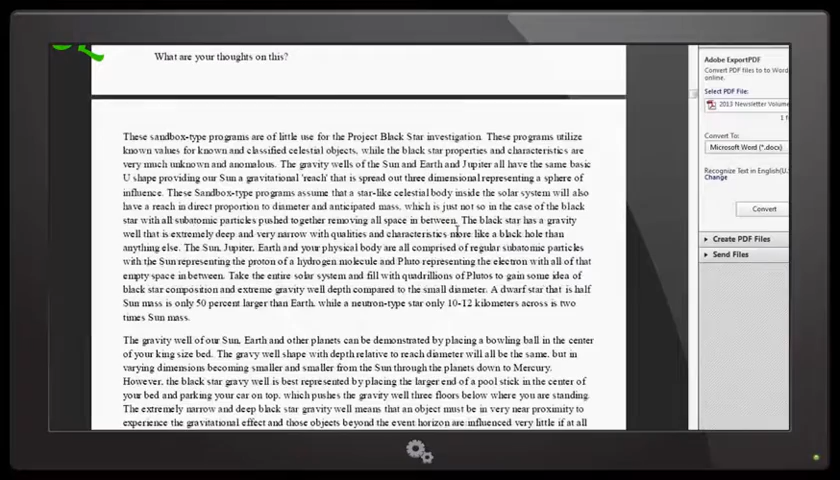 What are your thoughts on this?
These sandbox-type programs are of little use for the Project Black Star investigation. These programs utilize
known values for known and classified celestial objects, while the black star properties and characteristics are
very much unknown and anomalous. The gravity wells of the Sun and Earth and Jupiter all have the same basic
U shape providing our Sun a gravitational 'reach' that is spread out three dimensional representing a sphere of
influence. These Sandbox-type programs assume that a star-like celestial body inside the solar system will also
have a reach in direct proportion to diameter and anticipated mass, which is just not so in the case of the black
star with all subatomic particles pushed together removing all space in between. The black star has a gravity
well that is extremely deep and very narrow with qualities and characteristics more like a black hole than
anything else. The Sun, Jupiter, Earth and your physical body are all comprised of regular subatomic particles
with the Sun representing the proton of a hydrogen molecule and Pluto representing the electron with all of that
empty space in between. Take the entire solar system and fill with quadrillions of Plutos to gain some idea of
black star composition and extreme gravity well depth compared to the small diameter. A dwarf star that is half
Sun mass is only 50 percent larger than Earth, while a neutron-type star only 10-12 kilometers across is two
times Sun mass.
The gravity well of our Sun, Earth and other planets can be demonstrated by placing a bowling ball in the center
of your king size bed. The gravy well shape with depth relative to reach diameter will all be the same, but in
varying dimensions becoming smaller and smaller from the Sun through the planets down to Mercury.
However, the black star gravy well is best represented by placing the larger end of a pool stick in the center of
your bed and parking your car on top, which pushes the gravity well three floors below where you are standing.
The extremely narrow and deep black star gravity well means that an object must be in very near proximity to
experience the gravitational effect and those objects beyond the event horizon are influenced very little if at all
Adobe ExportPDF
Convert PDF files to to Word
online.
Select PDF File:
2013 Newsletter Volume
1 f
Convert To:
Microsoft Word (*.docx)
Recognize Text in English(U.
Change
Convert
Create PDF Files
Send Files